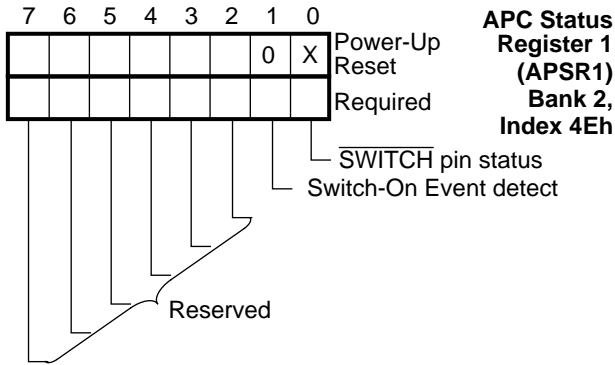 7 6 5 4 3 2 1 0
0 X
Power-Up
Reset
Required
APC Status
Register 1
(APSR1)
Bank 2,
Index 4Eh
SWITCH pin status
Switch-On Event detect
Reserved